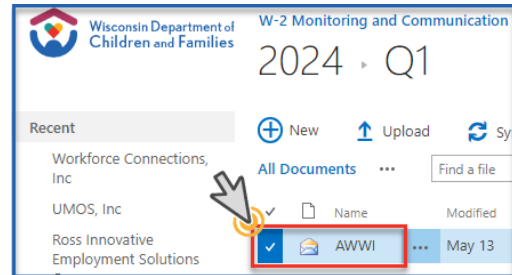 Wisconsin Department of
Children and Families
W-2 Monitoring and Communication
2024 ▸ Q1
Recent
Workforce Connections,
Inc
UMOS, Inc
Ross Innovative
Employment Solutions
New Upload
All Documents ... Find a file
Name Modified
AWWI ... May 13